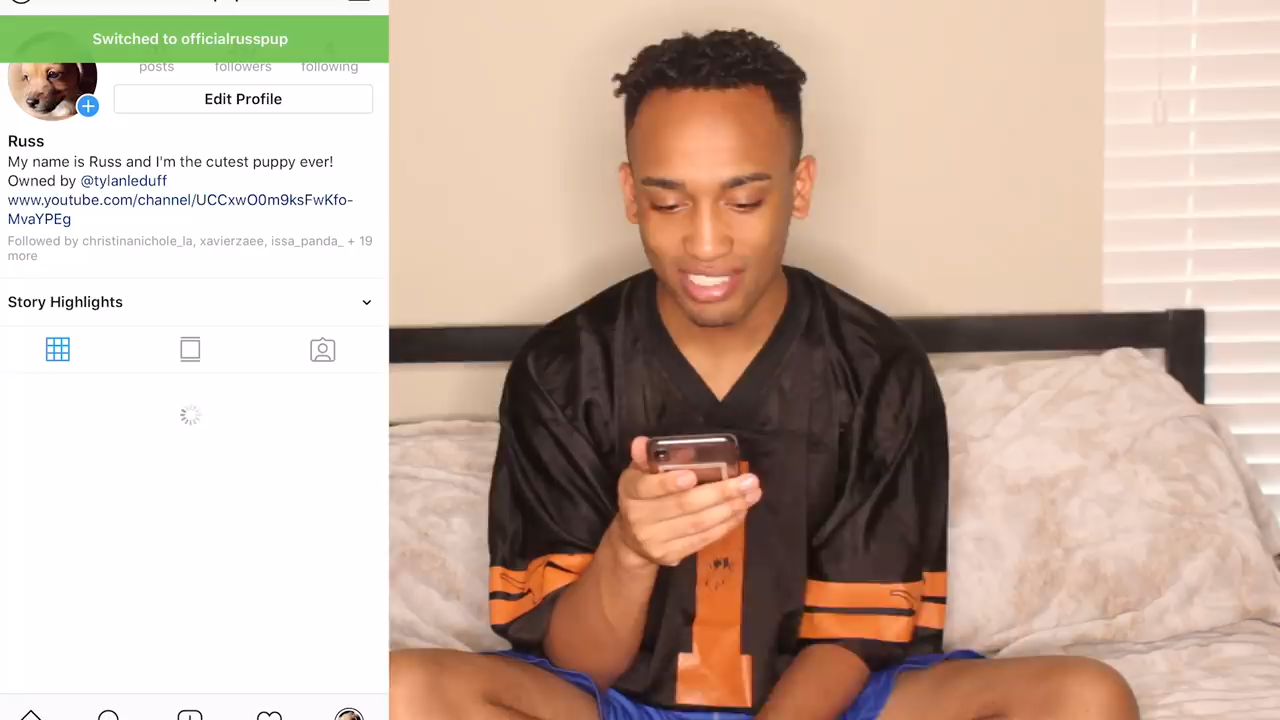 Switched to officialrusspup
posts followers following
Edit Profile
Russ
My name is Russ and I'm the cutest puppy ever!
Owned by @tylanleduff
www.youtube.com/channel/UCCxwO0m9ksFwKfo-
MvaYPEg
Followed by christinanichole_la, xavierzaee, issa_panda_ + 19
more
Story Highlights
1